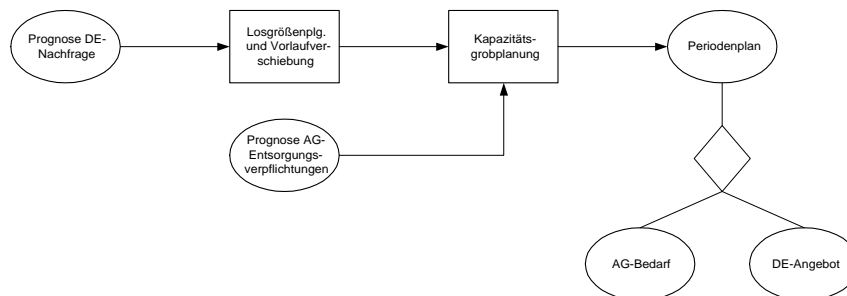 Prognose DE-
Nachfrage
Losgrößenplg.
und Vorlaufver-
schiebung
Kapazitäts-
grobplanung
Periodenplan
Prognose AG-
Entsorgungs-
verpflichtungen
AG-Bedarf
DE-Angebot